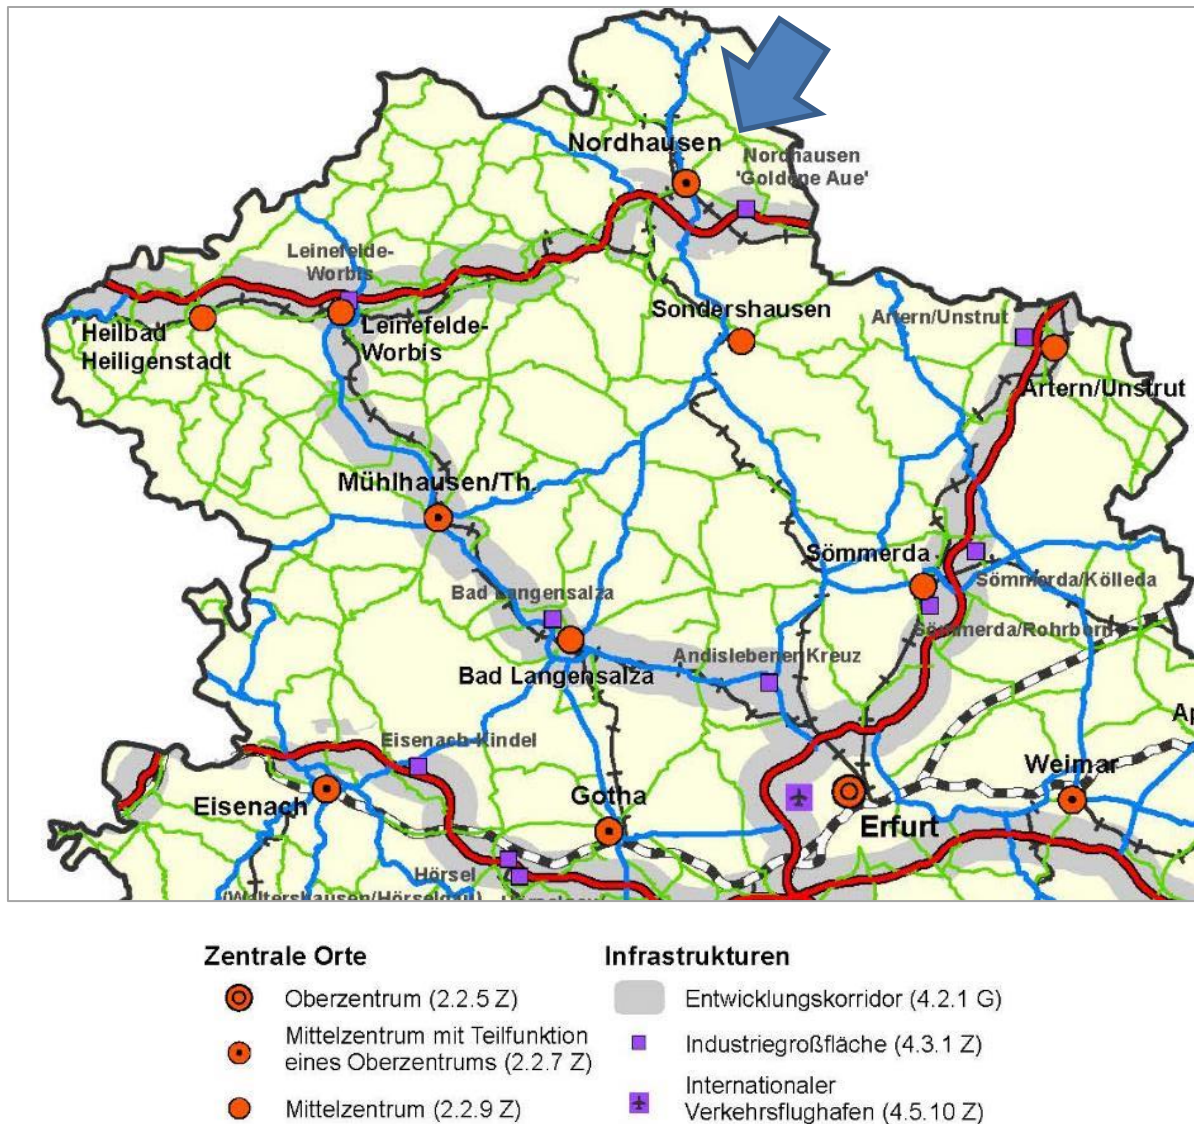 Nordhausen
Nordhausen
'Goldene Aue'
Leinefelde-
Worbis
Heilbad
Heiligenstadt
Leinefelde-
Worbis
Sondershausen
Artern/Unstrut
Artern/Unstrut
Mühlhausen/Th.
Sömmerda
Sömmerda/Kölleda
Bad Langensalza
Sömmerda/Rohrborn
Andislebener Kreuz
Bad Langensalza
Eisenach-Kindel
Weimar
Eisenach
Gotha
Erfurt
Hörsel
(Waltershausen/Hörselgau)
Zentrale Orte
Oberzentrum (2.2.5 Z)
Mittelzentrum mit Teilfunktion
eines Oberzentrums (2.2.7 Z)
Mittelzentrum (2.2.9 Z)
Infrastrukturen
Entwicklungskorridor (4.2.1 G)
Industriegroßfläche (4.3.1 Z)
Internationaler
Verkehrsflughafen (4.5.10 Z)